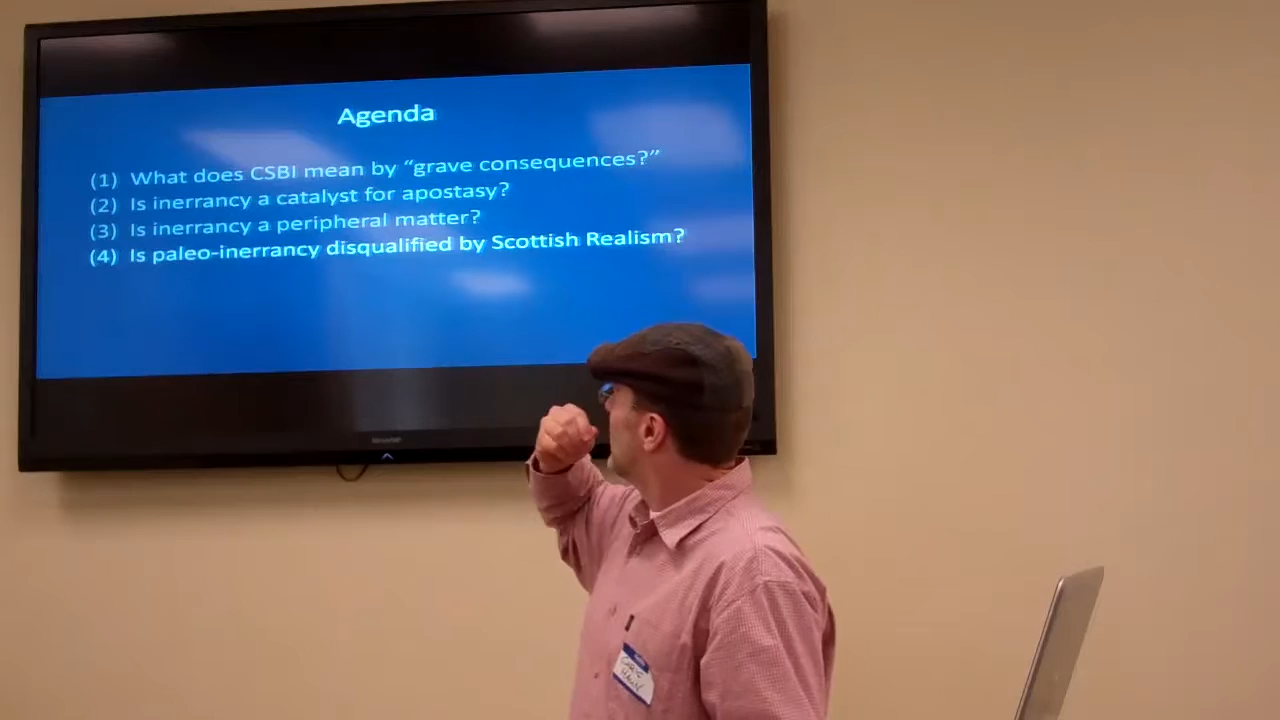 Agenda
(1) What does CSBI mean by “grave consequences?”
(2) Is inerrancy a catalyst for apostasy?
(3) Is inerrancy a peripheral matter?
(4) Is paleo-inerrancy disqualified by Scottish Realism?